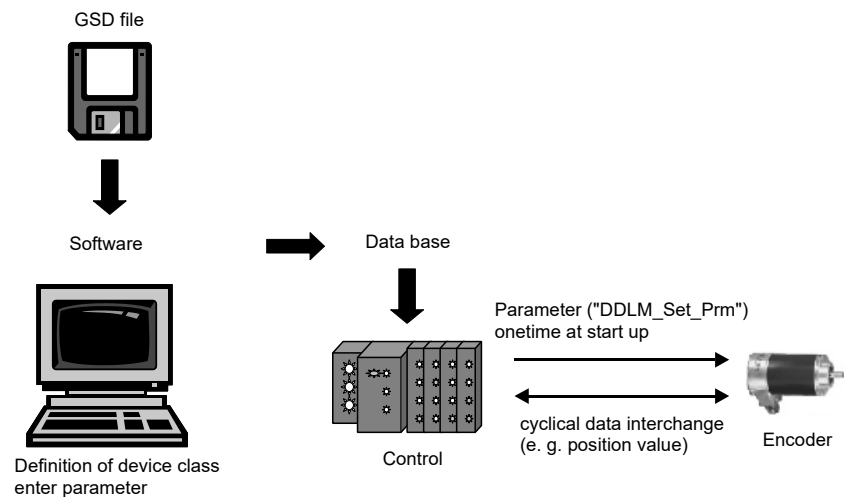 GSD file
Software
Data base
Parameter ("DDLM_Set_Prm")
onetime at start up
cyclical data interchange
(e. g. position value)
Encoder
Control
Definition of device class
enter parameter